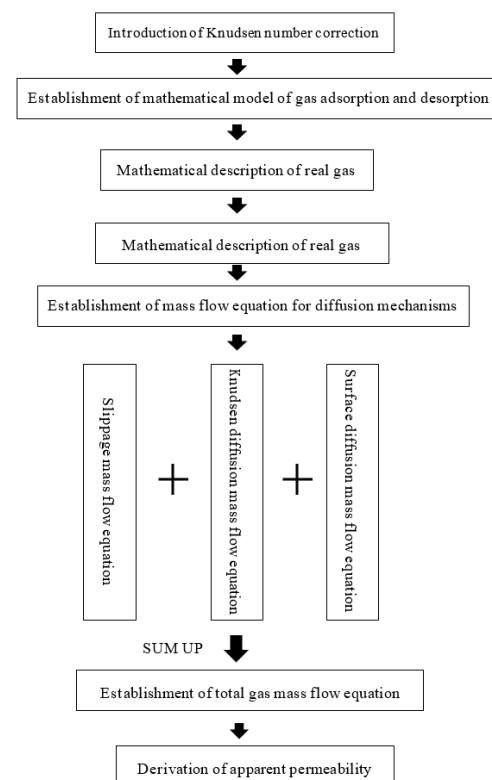 Introduction of Knudsen number correction
Establishment of mathematical model of gas adsorption and desorption
Mathematical description of real gas
Mathematical description of real gas
Establishment of mass flow equation for diffusion mechanisms
Slippage mass flow equation
+
Knudsen diffusion mass flow equation
+
Surface diffusion mass flow equation
SUM UP
Establishment of total gas mass flow equation
Derivation of apparent permeability